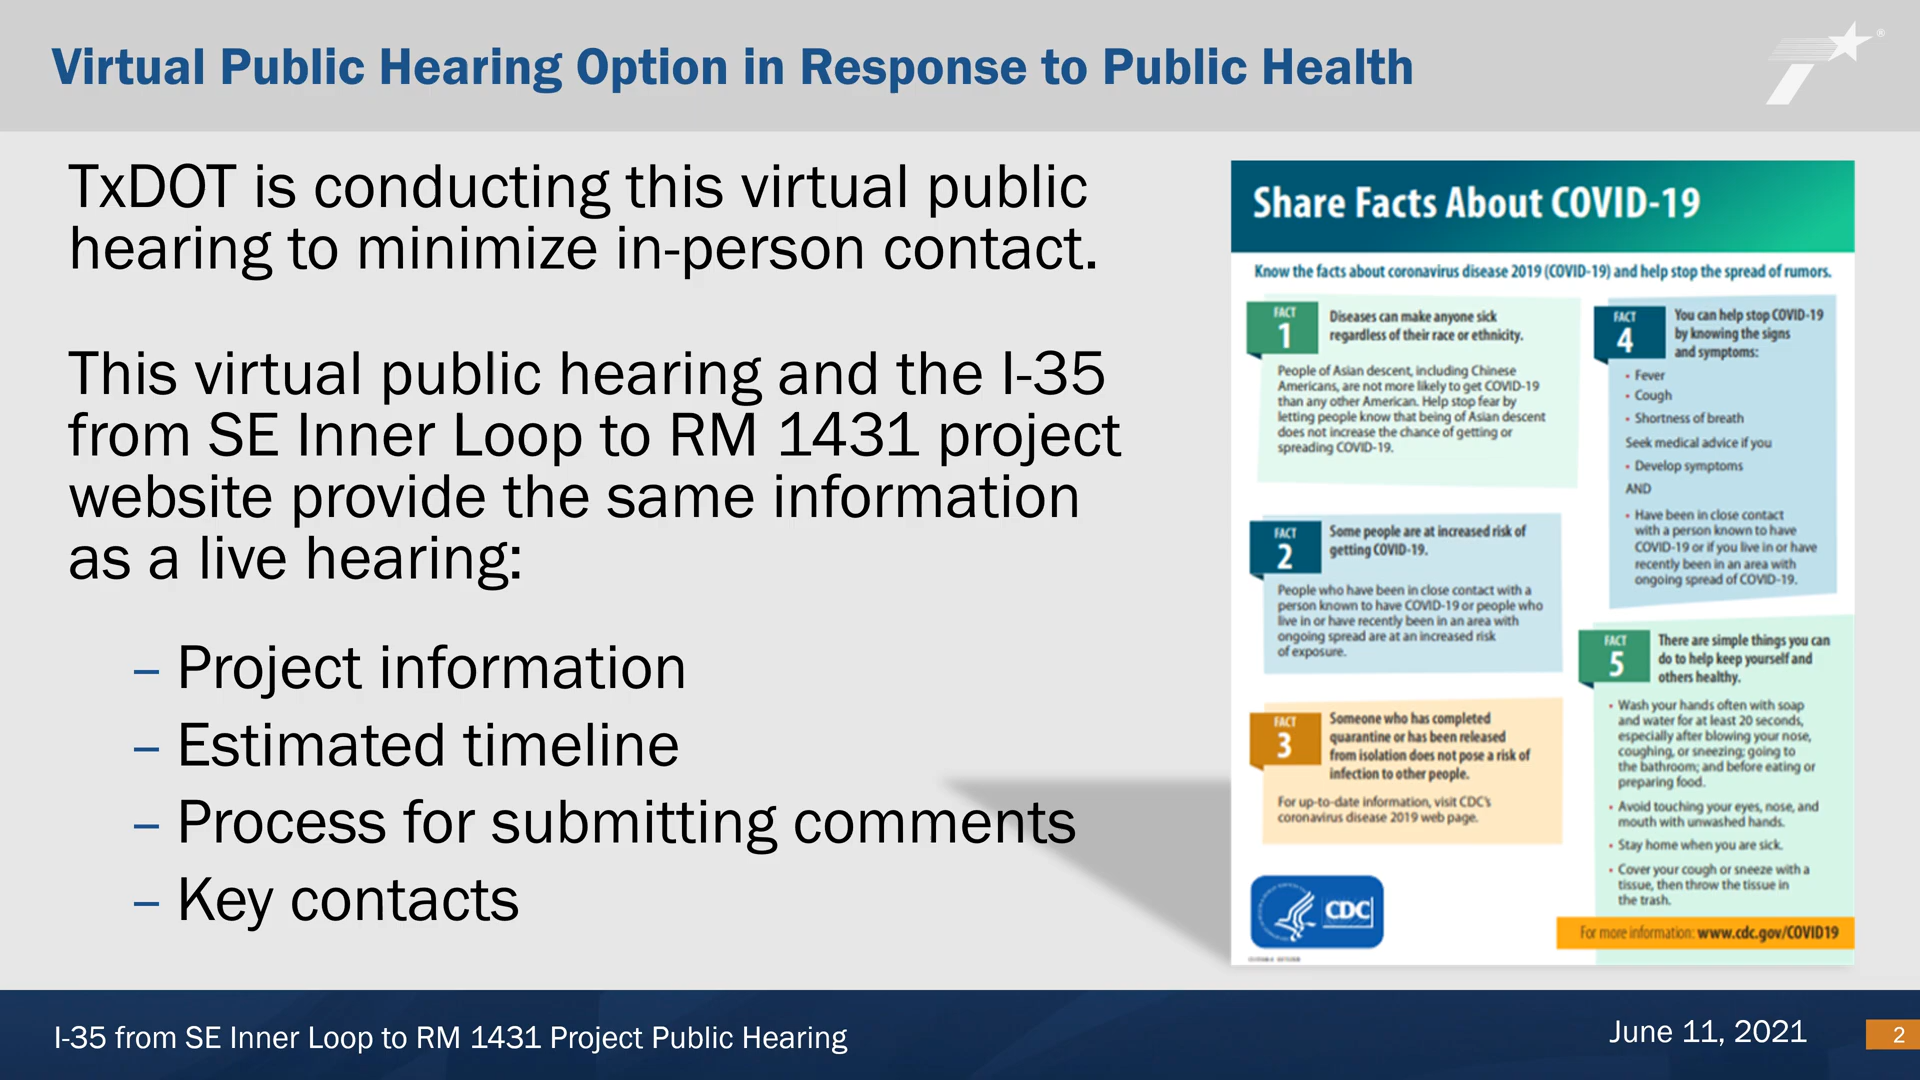 Virtual Public Hearing Option in Response to Public Health
®
TxDOT is conducting this virtual public
hearing to minimize in-person contact.
This virtual public hearing and the I-35
from SE Inner Loop to RM 1431 project
website provide the same information
as a live hearing:
– Project information
– Estimated timeline
– Process for submitting comments
– Key contacts
Share Facts About COVID-19
Know the facts about coronavirus disease 2019 (COVID-19) and help stop the spread of rumors.
FACT
1
Diseases can make anyone sick
regardless of their race or ethnicity.
People of Asian descent, including Chinese
Americans, are not more likely to get COVID-19
than any other American. Help stop fear by
letting people know that being of Asian descent
does not increase the chance of getting or
spreading COVID-19.
FACT
2
Some people are at increased risk of
getting COVID-19.
People who have been in close contact with a
person known to have COVID-19 or people who
live in or have recently been in an area with
ongoing spread are at an increased risk
of exposure.
FACT
3
Someone who has completed
quarantine or has been released
from isolation does not pose a risk of
infection to other people.
For up-to-date information, visit CDC's
coronavirus disease 2019 web page.
FACT
4
You can help stop COVID-19
by knowing the signs
and symptoms:
• Fever
• Cough
• Shortness of breath
Seek medical advice if you
• Develop symptoms
AND
• Have been in close contact
with a person known to have
COVID-19 or if you live in or have
recently been in an area with
ongoing spread of COVID-19.
FACT
5
There are simple things you can
do to help keep yourself and
others healthy.
• Wash your hands often with soap
and water for at least 20 seconds,
especially after blowing your nose,
coughing, or sneezing; going to
the bathroom; and before eating or
preparing food.
• Avoid touching your eyes, nose, and
mouth with unwashed hands.
• Stay home when you are sick.
• Cover your cough or sneeze with a
tissue, then throw the tissue in
the trash.
CDC
For more information: www.cdc.gov/COVID19
I-35 from SE Inner Loop to RM 1431 Project Public Hearing
June 11, 2021
2